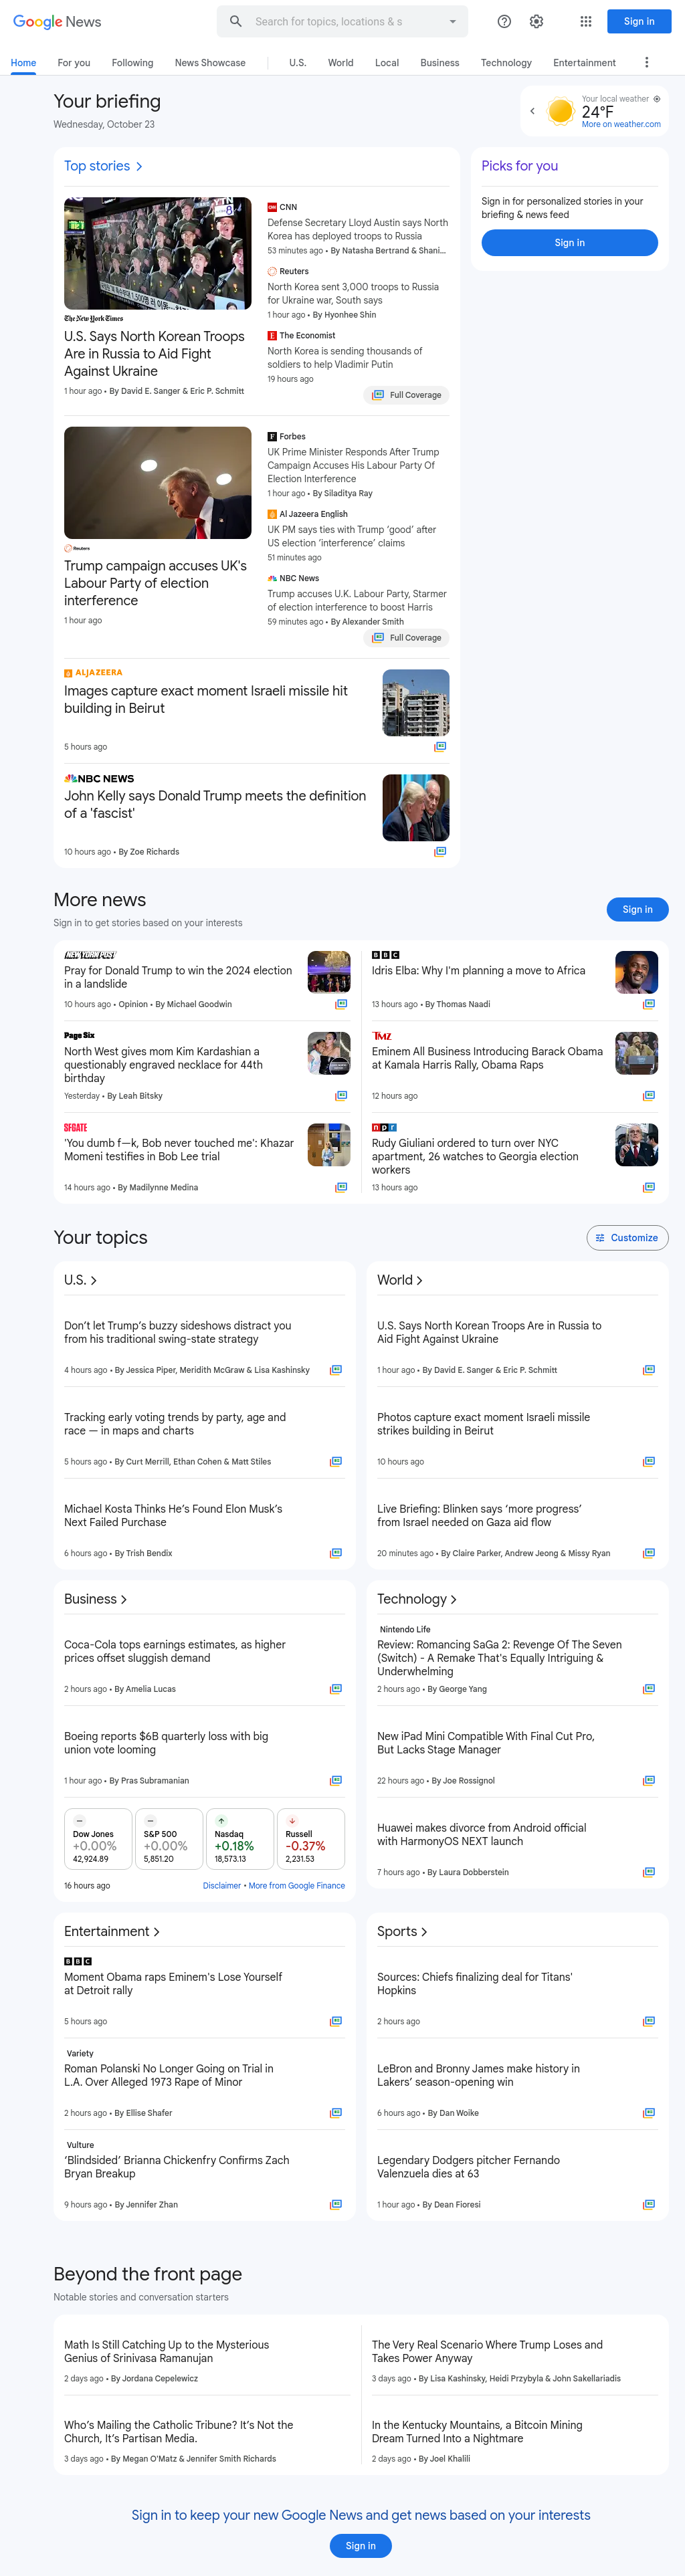 Google News
Search for topics, locations & s
Sign in
Home
For you
Following
News Showcase
U.S.
World
Local
Business
Technology
Entertainment
Your briefing
Wednesday, October 23
Your local weather
24°F
More on weather.com
Top stories
Picks for you
Sign in for personalized stories in your
briefing & news feed
Sign in
The New York Times
U.S. Says North Korean Troops
Are in Russia to Aid Fight
Against Ukraine
1 hour ago • By David E. Sanger & Eric P. Schmitt
CNN
Defense Secretary Lloyd Austin says North
Korea has deployed troops to Russia
53 minutes ago • By Natasha Bertrand & Shani...
Reuters
North Korea sent 3,000 troops to Russia
for Ukraine war, South says
1 hour ago • By Hyonhee Shin
The Economist
North Korea is sending thousands of
soldiers to help Vladimir Putin
19 hours ago
Full Coverage
Reuters
Trump campaign accuses UK's
Labour Party of election
interference
1 hour ago
Forbes
UK Prime Minister Responds After Trump
Campaign Accuses His Labour Party Of
Election Interference
1 hour ago • By Siladitya Ray
Al Jazeera English
UK PM says ties with Trump ‘good’ after
US election ‘interference’ claims
51 minutes ago
NBC News
Trump accuses U.K. Labour Party, Starmer
of election interference to boost Harris
59 minutes ago • By Alexander Smith
Full Coverage
ALJAZEERA
Images capture exact moment Israeli missile hit
building in Beirut
5 hours ago
NBC NEWS
John Kelly says Donald Trump meets the definition
of a 'fascist'
10 hours ago • By Zoe Richards
More news
Sign in to get stories based on your interests
Sign in
NEW YORK POST
Pray for Donald Trump to win the 2024 election
in a landslide
10 hours ago • Opinion • By Michael Goodwin
BBC
Idris Elba: Why I'm planning a move to Africa
13 hours ago • By Thomas Naadi
Page Six
North West gives mom Kim Kardashian a
questionably engraved necklace for 44th
birthday
Yesterday • By Leah Bitsky
TMZ
Eminem All Business Introducing Barack Obama
at Kamala Harris Rally, Obama Raps
12 hours ago
SFGATE
'You dumb f—k, Bob never touched me': Khazar
Momeni testifies in Bob Lee trial
14 hours ago • By Madilynne Medina
npr
Rudy Giuliani ordered to turn over NYC
apartment, 26 watches to Georgia election
workers
13 hours ago
Your topics
Customize
U.S.
Don’t let Trump’s buzzy sideshows distract you
from his traditional swing-state strategy
4 hours ago • By Jessica Piper, Meridith McGraw & Lisa Kashinsky
Tracking early voting trends by party, age and
race — in maps and charts
5 hours ago • By Curt Merrill, Ethan Cohen & Matt Stiles
Michael Kosta Thinks He’s Found Elon Musk’s
Next Failed Purchase
6 hours ago • By Trish Bendix
World
U.S. Says North Korean Troops Are in Russia to
Aid Fight Against Ukraine
1 hour ago • By David E. Sanger & Eric P. Schmitt
Photos capture exact moment Israeli missile
strikes building in Beirut
10 hours ago
Live Briefing: Blinken says ‘more progress’
from Israel needed on Gaza aid flow
20 minutes ago • By Claire Parker, Andrew Jeong & Missy Ryan
Business
Coca-Cola tops earnings estimates, as higher
prices offset sluggish demand
2 hours ago • By Amelia Lucas
Boeing reports $6B quarterly loss with big
union vote looming
1 hour ago • By Pras Subramanian
Dow Jones
+0.00%
42,924.89
S&P 500
+0.00%
5,851.20
Nasdaq
+0.18%
18,573.13
Russell
-0.37%
2,231.53
16 hours ago
Disclaimer • More from Google Finance
Technology
Nintendo Life
Review: Romancing SaGa 2: Revenge Of The Seven
(Switch) - A Remake That's Equally Intriguing &
Underwhelming
2 hours ago • By George Yang
New iPad Mini Compatible With Final Cut Pro,
But Lacks Stage Manager
22 hours ago • By Joe Rossignol
Huawei makes divorce from Android official
with HarmonyOS NEXT launch
7 hours ago • By Laura Dobberstein
Entertainment
BBC
Moment Obama raps Eminem's Lose Yourself
at Detroit rally
5 hours ago
Variety
Roman Polanski No Longer Going on Trial in
L.A. Over Alleged 1973 Rape of Minor
2 hours ago • By Ellise Shafer
Vulture
‘Blindsided’ Brianna Chickenfry Confirms Zach
Bryan Breakup
9 hours ago • By Jennifer Zhan
Sports
Sources: Chiefs finalizing deal for Titans'
Hopkins
2 hours ago
LeBron and Bronny James make history in
Lakers’ season-opening win
6 hours ago • By Dan Woike
Legendary Dodgers pitcher Fernando
Valenzuela dies at 63
1 hour ago • By Dean Fioresi
Beyond the front page
Notable stories and conversation starters
Math Is Still Catching Up to the Mysterious
Genius of Srinivasa Ramanujan
2 days ago • By Jordana Cepelewicz
The Very Real Scenario Where Trump Loses and
Takes Power Anyway
3 days ago • By Lisa Kashinsky, Heidi Przybyla & John Sakellariadis
Who’s Mailing the Catholic Tribune? It’s Not the
Church, It’s Partisan Media.
3 days ago • By Megan O'Matz & Jennifer Smith Richards
In the Kentucky Mountains, a Bitcoin Mining
Dream Turned Into a Nightmare
2 days ago • By Joel Khalili
Sign in to keep your new Google News and get news based on your interests
Sign in